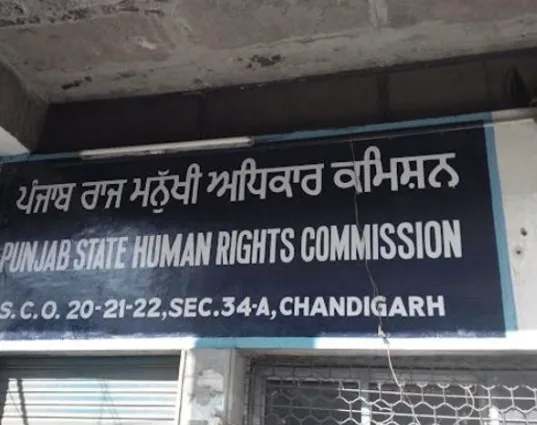 ਪੰਜਾਬ ਰਾਜ ਮਨੁੱਖੀ ਅਧਿਕਾਰ ਕਮਿਸ਼ਨ
PUNJAB STATE HUMAN RIGHTS COMMISSION
S.C.O. 20-21-22, SEC.34-A, CHANDIGARH